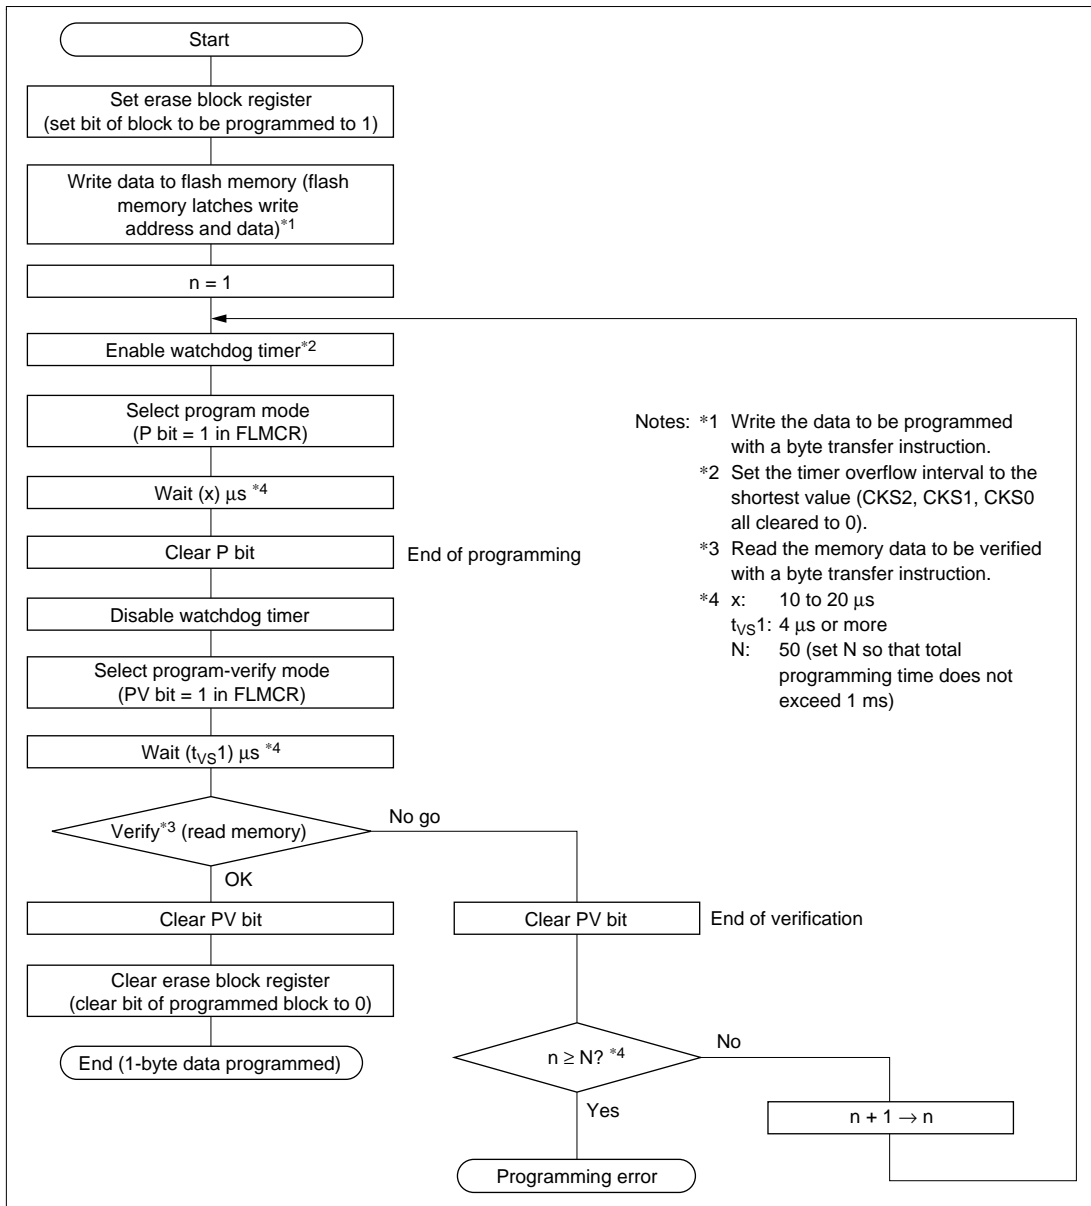 Start
Set erase block register
(set bit of block to be programmed to 1)
Write data to flash memory (flash
memory latches write
address and data)*1
n = 1
Enable watchdog timer*2
Select program mode
(P bit = 1 in FLMCR)
Wait (x) μs *4
Clear P bit
End of programming
Disable watchdog timer
Select program-verify mode
(PV bit = 1 in FLMCR)
Wait (tVS1) μs *4
Verify*3 (read memory)
No go
OK
Clear PV bit
Clear erase block register
(clear bit of programmed block to 0)
End (1-byte data programmed)
Clear PV bit
End of verification
n ≥ N? *4
No
Yes
n + 1 → n
Programming error
Notes: *1 Write the data to be programmed
with a byte transfer instruction.
*2 Set the timer overflow interval to the
shortest value (CKS2, CKS1, CKS0
all cleared to 0).
*3 Read the memory data to be verified
with a byte transfer instruction.
*4 x: 10 to 20 μs
tVS1: 4 μs or more
N: 50 (set N so that total
programming time does not
exceed 1 ms)